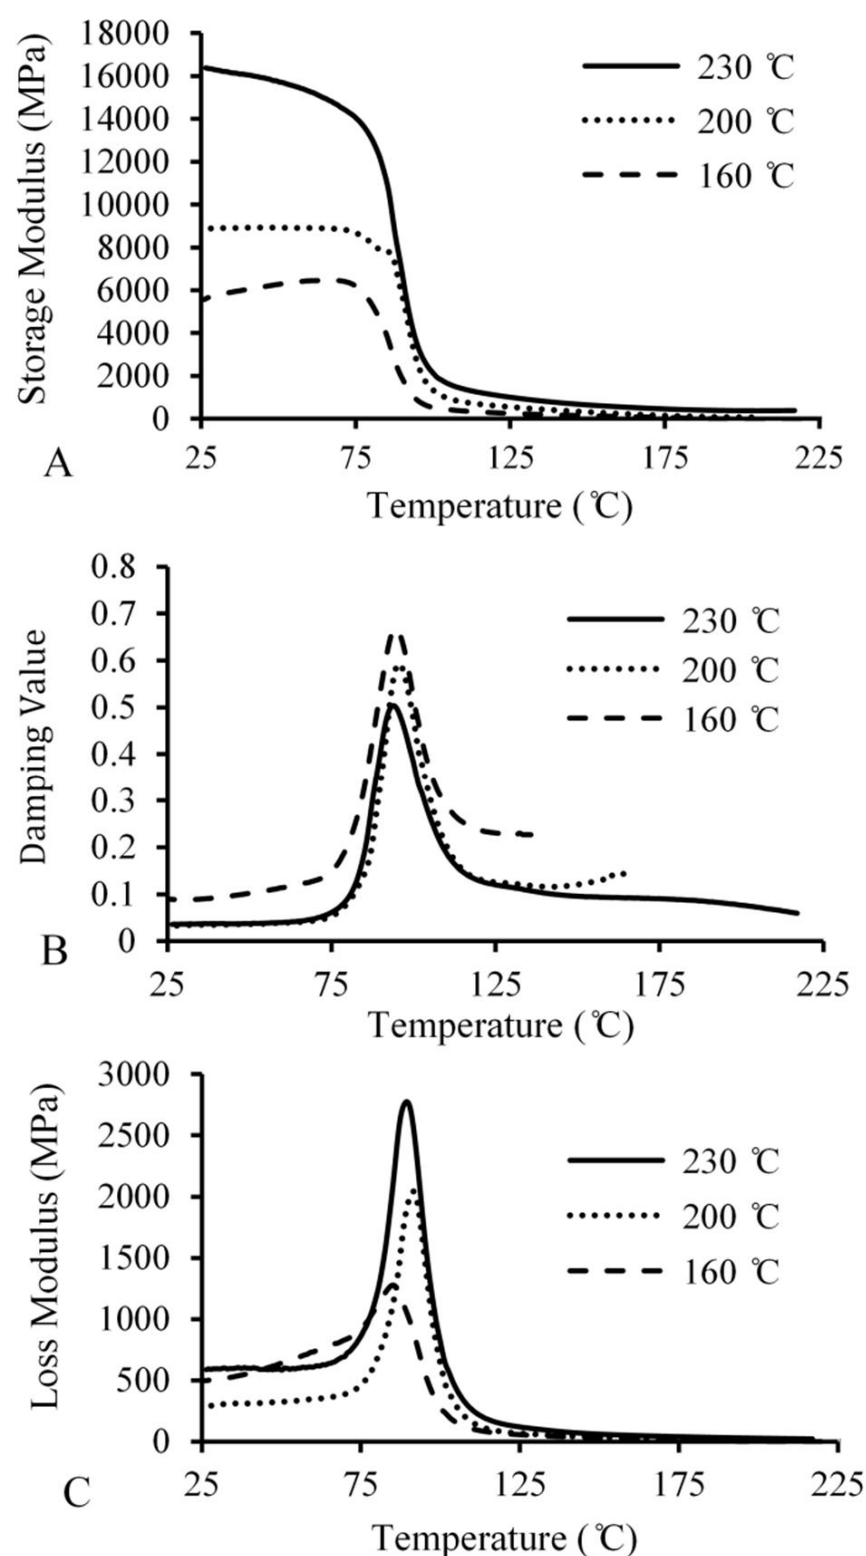 18000
16000
14000
12000
10000
8000
6000
4000
2000
0
Storage Modulus (MPa)
230 ℃
200 ℃
160 ℃
25 75 125 175 225
A
Temperature (℃)
0.8
0.7
0.6
0.5
0.4
0.3
0.2
0.1
0
Damping Value
230 ℃
200 ℃
160 ℃
B
25 75 125 175 225
Temperature (℃)
3000
2500
2000
1500
1000
500
0
Loss Modulus (MPa)
230 ℃
200 ℃
160 ℃
25 75 125 175 225
C
Temperature (℃)